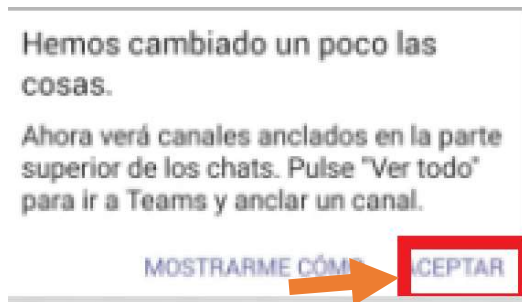 Hemos cambiado un poco las
cosas.
Ahora verá canales anclados en la parte
superior de los chats. Pulse "Ver todo"
para ir a Teams y anclar un canal.
MOSTRARME CÓMO ACEPTAR